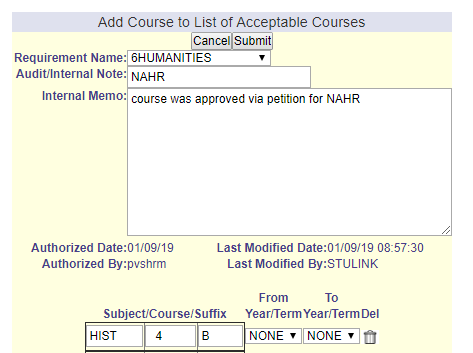 Add Course to List of Acceptable Courses
Cancel Submit
Requirement Name: 6HUMANITIES
Audit/Internal Note: NAHR
Internal Memo: course was approved via petition for NAHR
Authorized Date:01/09/19 Last Modified Date:01/09/19 08:57:30
Authorized By:pvshrm Last Modified By:STULINK
From To
Subject/Course/Suffix Year/Term Year/Term Del
HIST 4 B NONE NONE